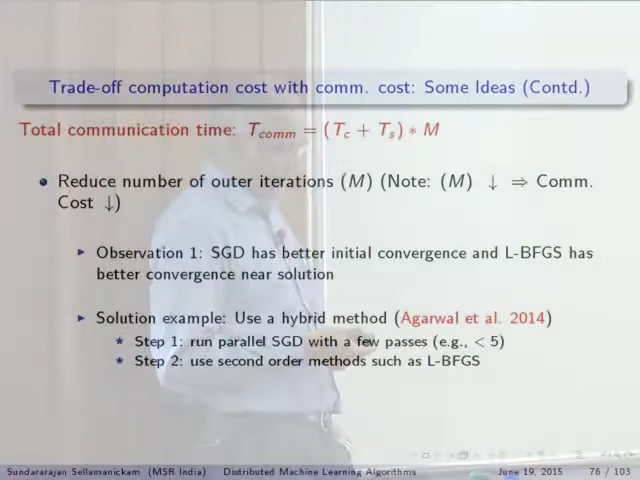 Trade-off computation cost with comm. cost: Some Ideas (Contd.)
Total communication time: T_comm = (T_c + T_s) * M
• Reduce number of outer iterations (M) (Note: (M) ↓ ⇒ Comm.
Cost ↓)
▶ Observation 1: SGD has better initial convergence and L-BFGS has
better convergence near solution
▶ Solution example: Use a hybrid method (Agarwal et al. 2014)
★ Step 1: run parallel SGD with a few passes (e.g., < 5)
★ Step 2: use second order methods such as L-BFGS
Sundararajan Sellamanickam (MSR India) Distributed Machine Learning Algorithms June 19, 2015 76 / 103